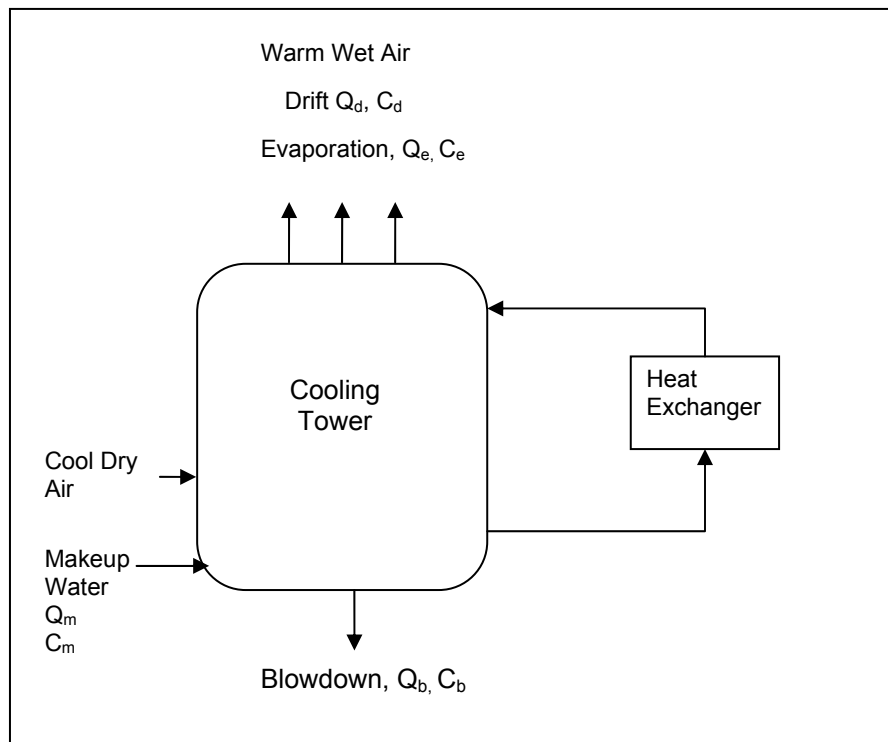 Warm Wet Air
Drift Qd, Cd
Evaporation, Qe, Ce
Cooling
Tower
Heat
Exchanger
Cool Dry
Air
Makeup
Water
Qm
Cm
Blowdown, Qb, Cb